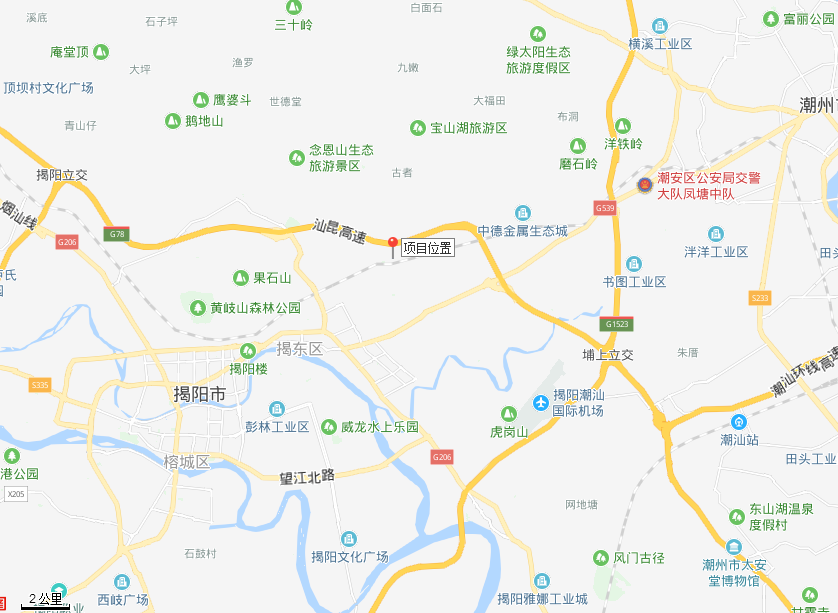 溪底
石子坪
三十岭
白面石
富丽公园
横溪工业区
绿太阳生态
旅游度假区
庵堂顶
大坪
渔罗
九嫩
顶坝村文化广场
鹰婆斗
世德堂
大福田
布洞
潮州
鹅地山
青山仔
宝山湖旅游区
洋铁岭
念恩山生态
旅游景区
磨石岭
古者
揭阳立交
潮安区公安局交警
大队凤塘中队
烟汕线
G206
G78
汕昆高速
项目位置
G539
中德金属生态城
泮洋工业区
田头
果石山
书图工业区
黄岐山森林公园
S233
G1523
揭东区
埔上立交
朱厝
揭阳楼
潮汕环线高速
S335
揭阳市
揭阳潮汕
国际机场
彭林工业区
威龙水上乐园
虎岗山
潮汕站
港公园
榕城区
G206
田头工业
X205
望江北路
网地塘
东山湖温泉
度假村
石鼓村
揭阳文化广场
风门古径
潮州市太安
堂博物馆
西岐广场
揭阳雅姿工业城
2 公里